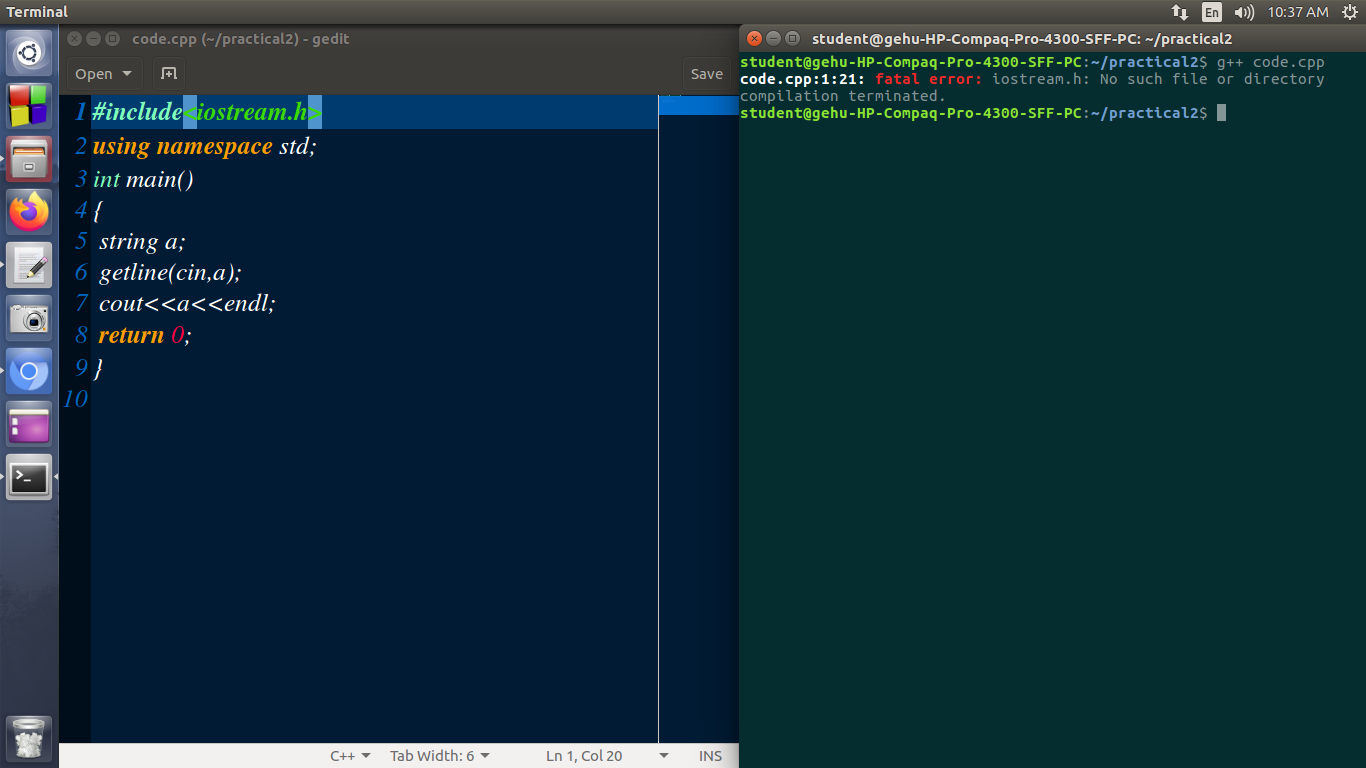 Terminal
En
10:37 AM
code.cpp (~/practical2) - gedit
Open
Save
1 #include<iostream.h>
2 using namespace std;
3 int main()
4 {
5 string a;
6 getline(cin,a);
7 cout<<a<<endl;
8 return 0;
9 }
10
C++
Tab Width: 6
Ln 1, Col 20
INS
student@gehu-HP-Compaq-Pro-4300-SFF-PC: ~/practical2
student@gehu-HP-Compaq-Pro-4300-SFF-PC:~/practical2$ g++ code.cpp
code.cpp:1:21: fatal error: iostream.h: No such file or directory
compilation terminated.
student@gehu-HP-Compaq-Pro-4300-SFF-PC:~/practical2$